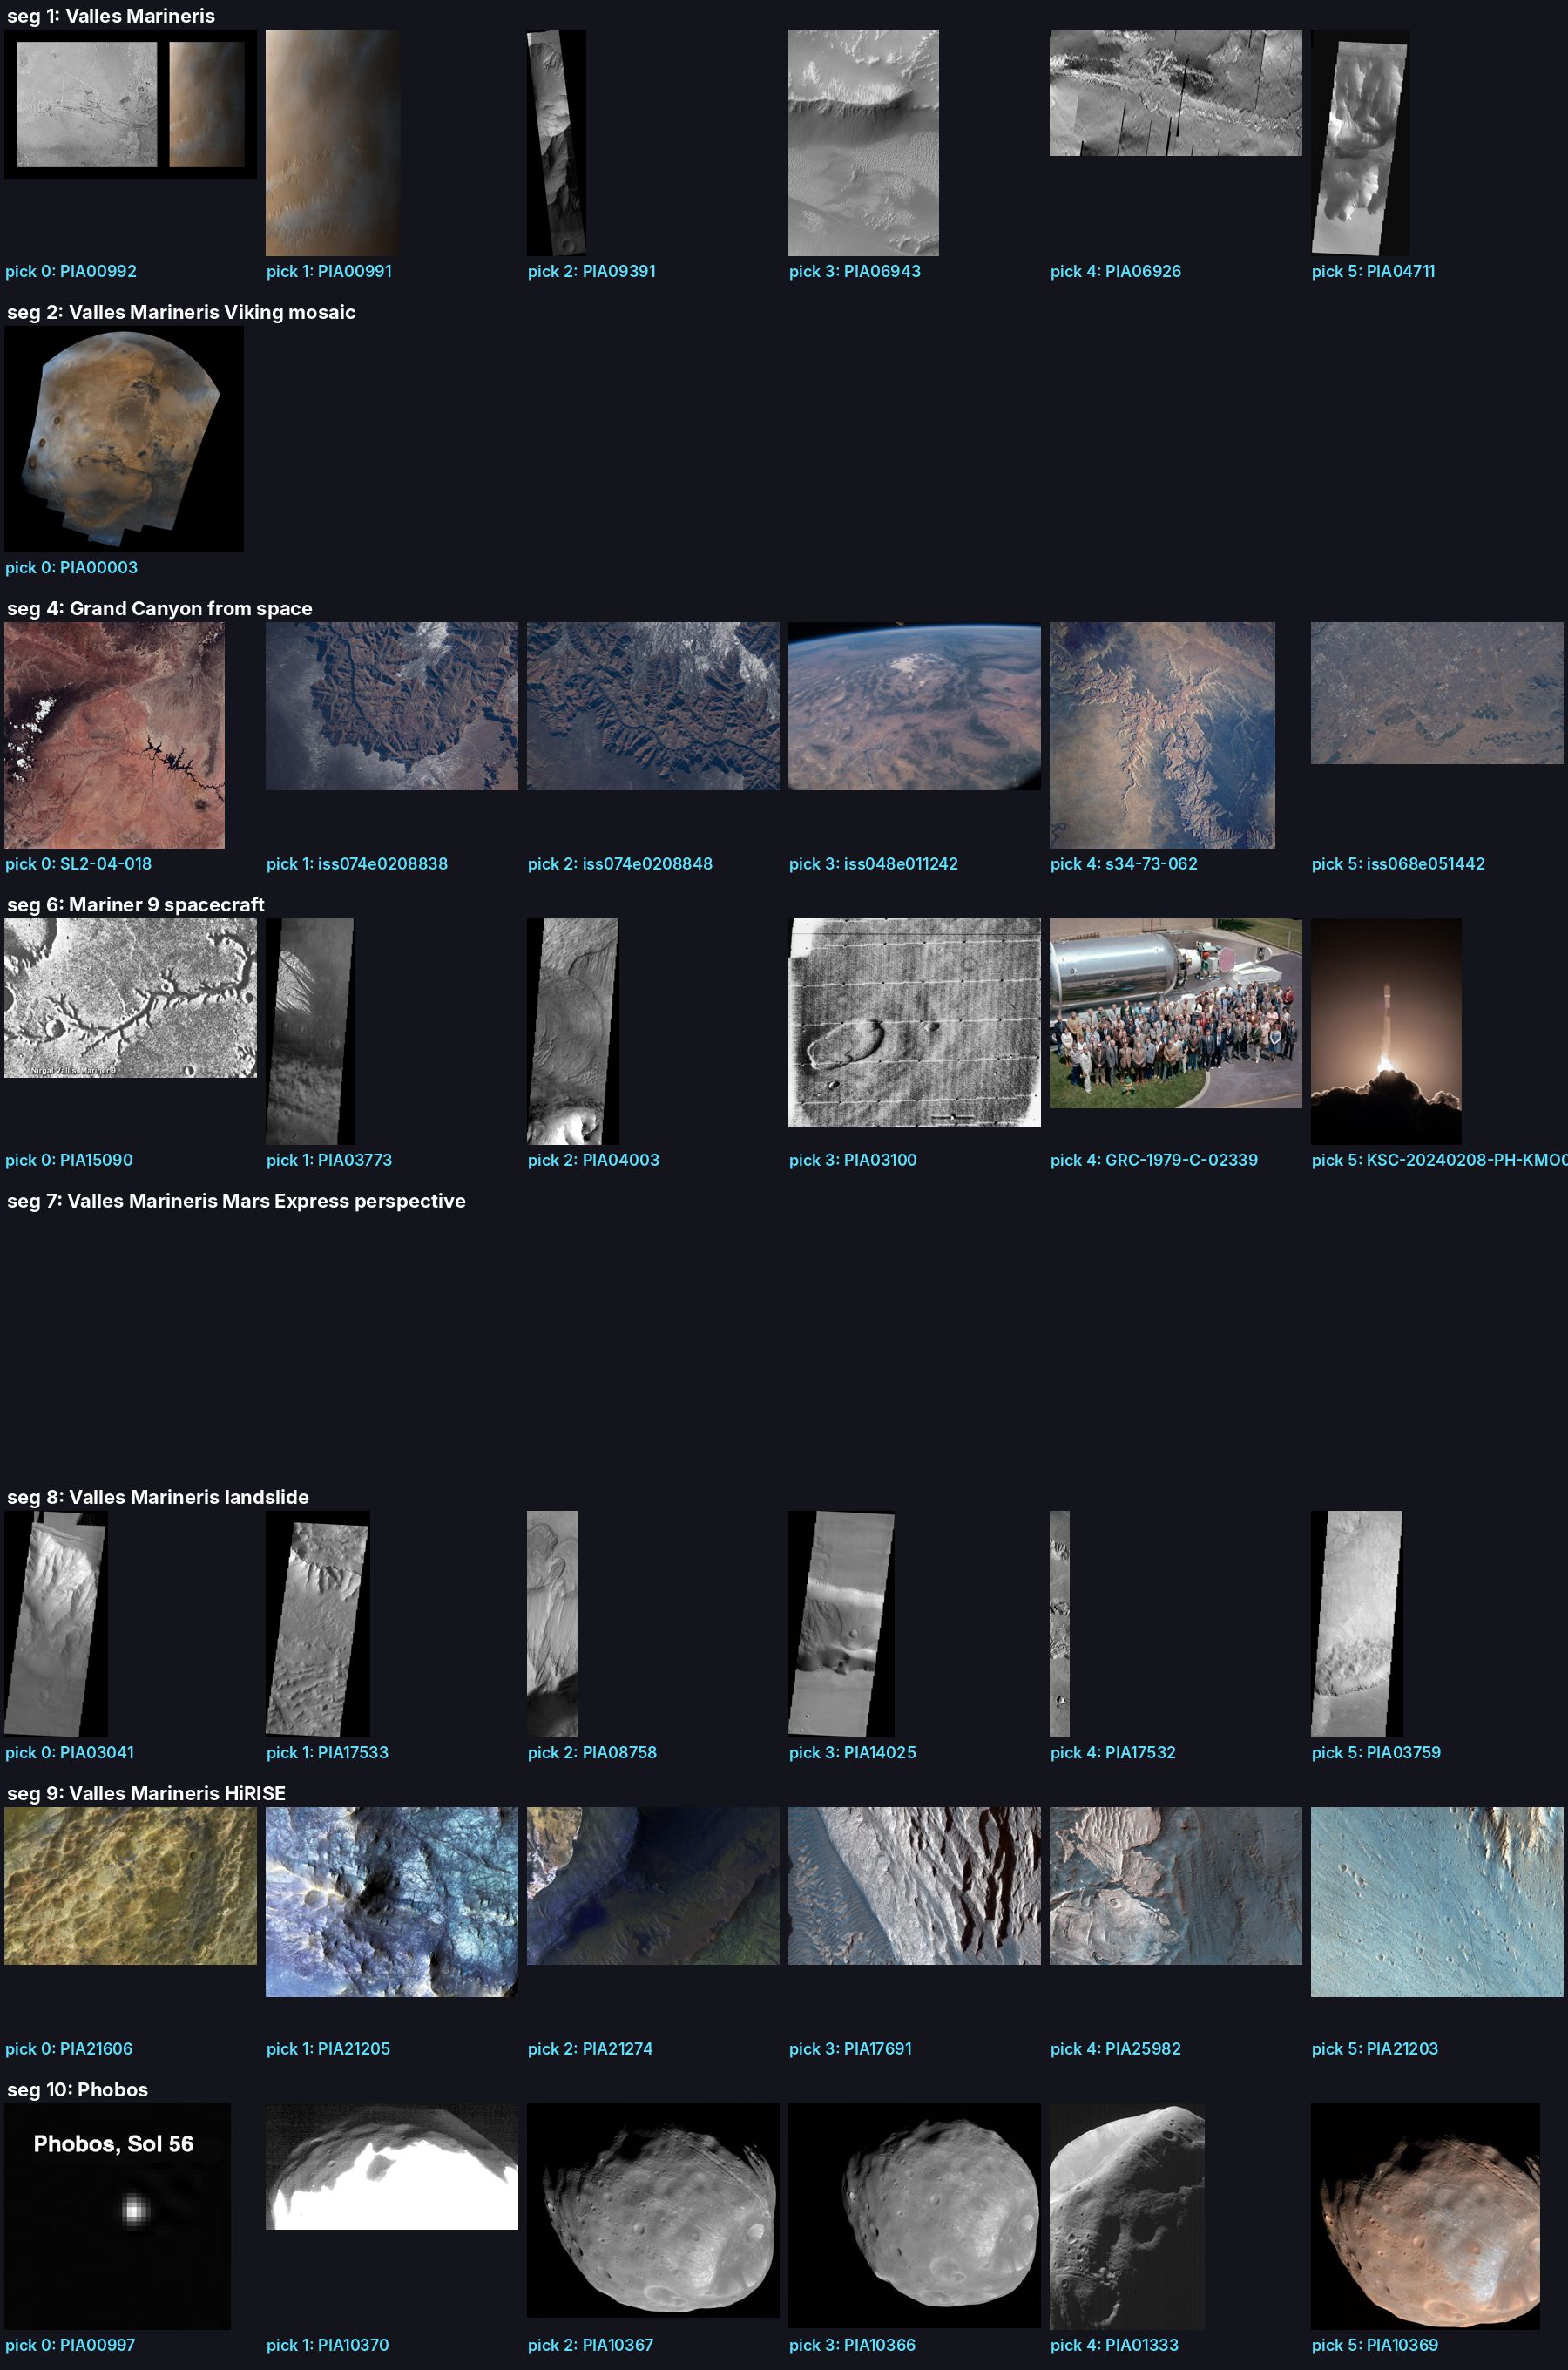 seg 1: Valles Marineris
pick 0: PIA00992
pick 1: PIA00991
pick 2: PIA09391
pick 3: PIA06943
pick 4: PIA06926
pick 5: PIA04711
seg 2: Valles Marineris Viking mosaic
pick 0: PIA00003
seg 4: Grand Canyon from space
pick 0: SL2-04-018
pick 1: iss074e0208838
pick 2: iss074e0208848
pick 3: iss048e011242
pick 4: s34-73-062
pick 5: iss068e051442
seg 6: Mariner 9 spacecraft
Nirgal Vallis, Mariner 9
pick 0: PIA15090
pick 1: PIA03773
pick 2: PIA04003
pick 3: PIA03100
pick 4: GRC-1979-C-02339
pick 5: KSC-20240208-PH-KMO0
seg 7: Valles Marineris Mars Express perspective
seg 8: Valles Marineris landslide
pick 0: PIA03041
pick 1: PIA17533
pick 2: PIA08758
pick 3: PIA14025
pick 4: PIA17532
pick 5: PIA03759
seg 9: Valles Marineris HiRISE
pick 0: PIA21606
pick 1: PIA21205
pick 2: PIA21274
pick 3: PIA17691
pick 4: PIA25982
pick 5: PIA21203
seg 10: Phobos
Phobos, Sol 56
pick 0: PIA00997
pick 1: PIA10370
pick 2: PIA10367
pick 3: PIA10366
pick 4: PIA01333
pick 5: PIA10369